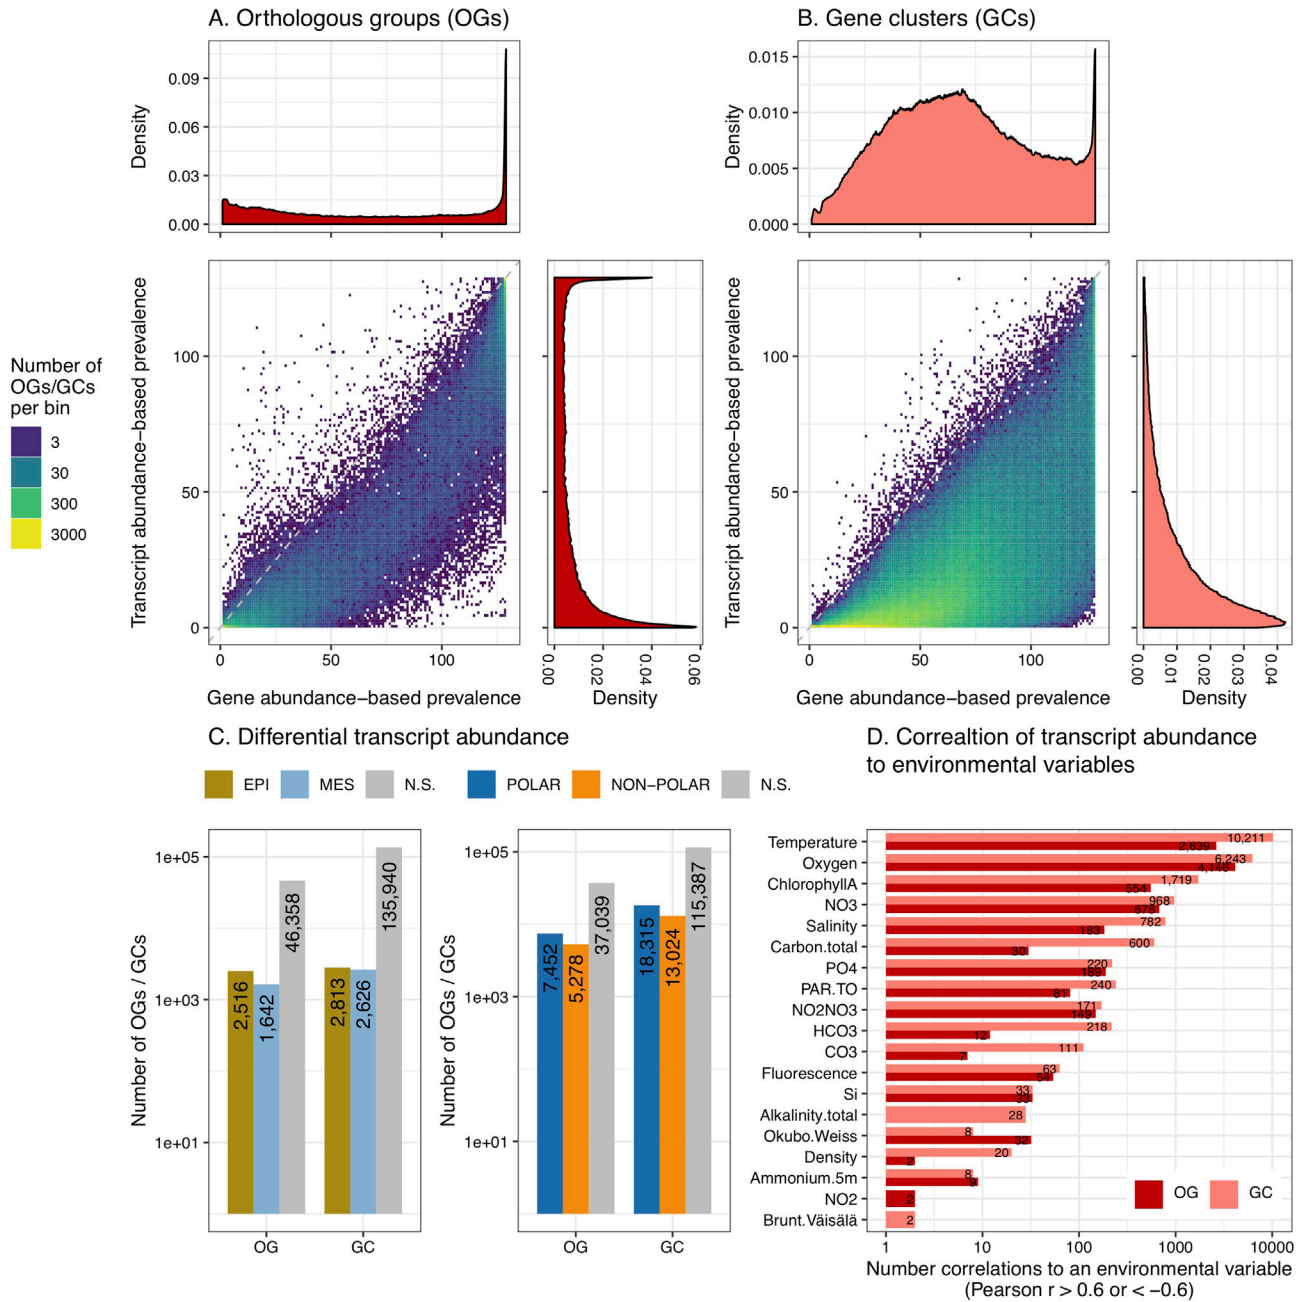 A. Orthologous groups (OGs)
B. Gene clusters (GCs)
Density
0.09
0.06
0.03
0.00
Density
0.015
0.010
0.005
0.000
Number of
OGs/GCs
per bin
3
30
300
3000
Transcript abundance−based prevalence
100
50
0
0
50
100
Gene abundance−based prevalence
0.00
0.02
0.04
0.06
Density
Transcript abundance−based prevalence
100
50
0
0
50
100
Gene abundance−based prevalence
0.00
0.01
0.02
0.03
0.04
Density
C. Differential transcript abundance
EPI MES N.S. POLAR NON−POLAR N.S.
Number of OGs / GCs
1e+05
1e+03
1e+01
2,516
1,642
46,358
2,813
2,626
135,940
OG
GC
Number of OGs / GCs
1e+05
1e+03
1e+01
7,452
5,278
37,039
18,315
13,024
115,387
OG
GC
D. Correaltion of transcript abundance
to environmental variables
Temperature 10,211
2,639
Oxygen 6,243
4,146
ChlorophyllA 1,719
554
NO3 968
678
Salinity 782
183
Carbon.total 600
30
PO4 220
189
PAR.TO 240
81
NO2NO3 171
149
HCO3 218
12
CO3 111
7
Fluorescence 63
54
Si 33
33
Alkalinity.total 28
Okubo.Weiss 8
32
Density 20
2
Ammonium.5m 8
9
NO2 2
Brunt.Väisälä 2
OG GC
1 10 100 1000 10000
Number correlations to an environmental variable
(Pearson r > 0.6 or < −0.6)